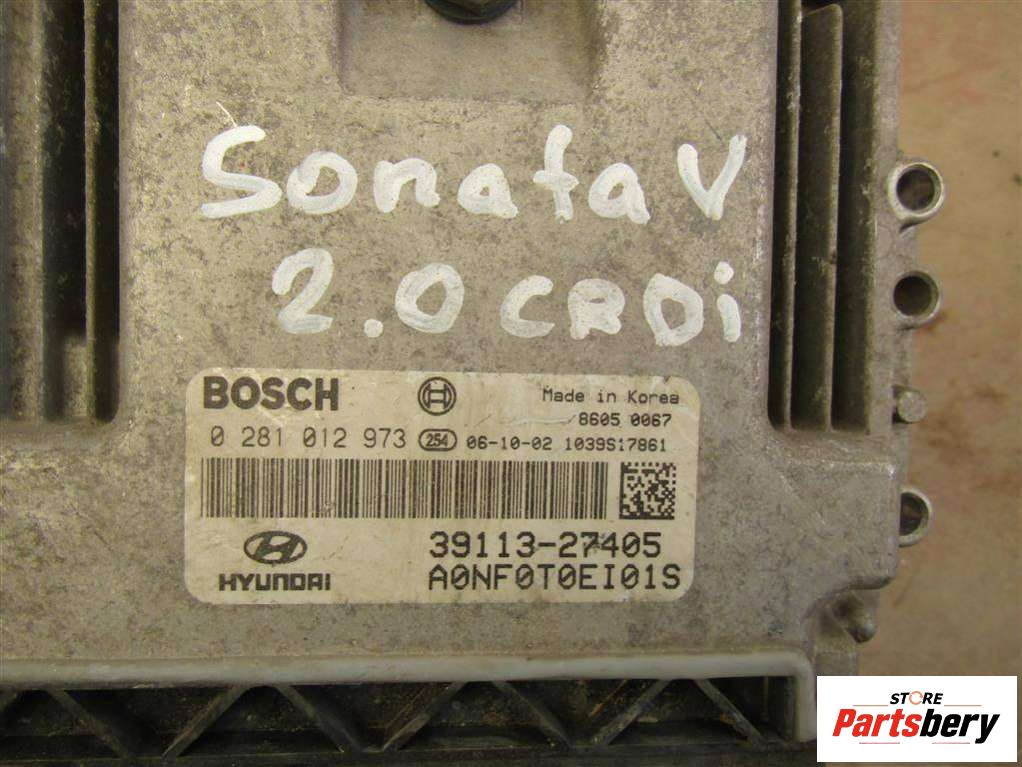 Sonata V
2.0 CRDi
BOSCH
Made in Korea
8605 0067
0 281 012 973 254 06-10-02 1039S17861
39113-27405
HYUNDAI
A0NF0T0EI01S
STORE
Partsbery